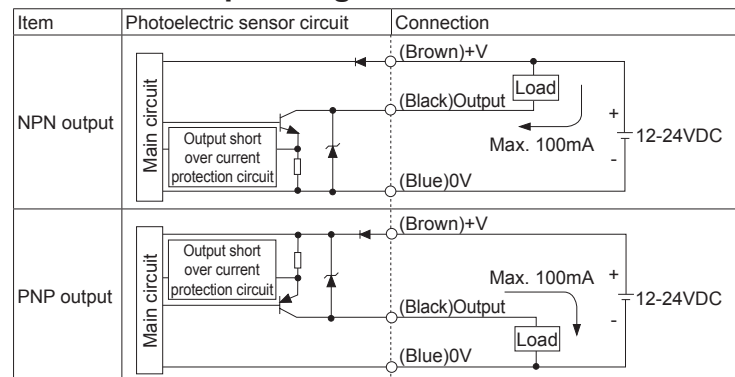 Item Photoelectric sensor circuit Connection
NPN output
Main circuit
Output short
over current
protection circuit
(Brown)+V
Load
(Black)Output
Max. 100mA
+
12-24VDC
-
(Blue)0V
PNP output
Main circuit
Output short
over current
protection circuit
(Brown)+V
Max. 100mA
+
12-24VDC
-
(Black)Output
Load
(Blue)0V